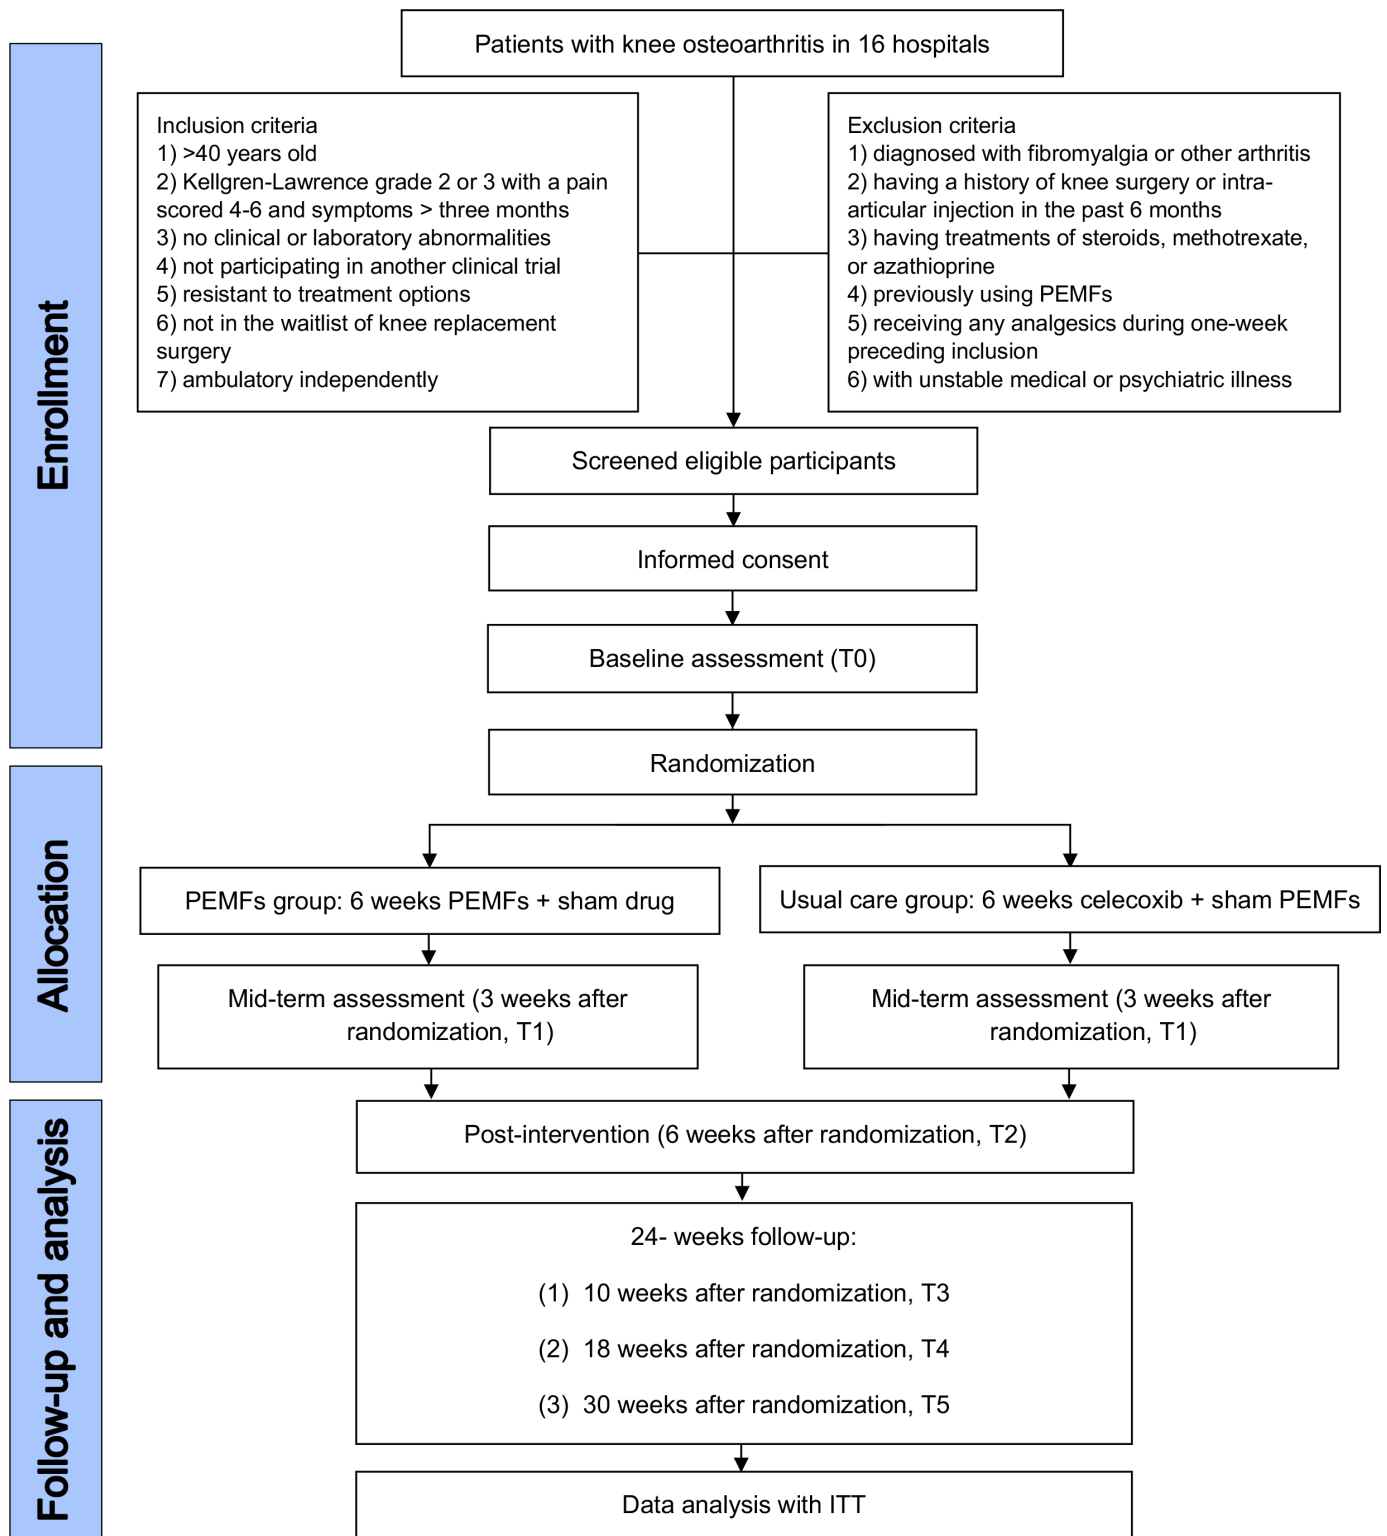 Patients with knee osteoarthritis in 16 hospitals
Enrollment
Inclusion criteria
1) >40 years old
2) Kellgren-Lawrence grade 2 or 3 with a pain
scored 4-6 and symptoms > three months
3) no clinical or laboratory abnormalities
4) not participating in another clinical trial
5) resistant to treatment options
6) not in the waitlist of knee replacement
surgery
7) ambulatory independently
Exclusion criteria
1) diagnosed with fibromyalgia or other arthritis
2) having a history of knee surgery or intra-
articular injection in the past 6 months
3) having treatments of steroids, methotrexate,
or azathioprine
4) previously using PEMFs
5) receiving any analgesics during one-week
preceding inclusion
6) with unstable medical or psychiatric illness
Screened eligible participants
Informed consent
Baseline assessment (T0)
Randomization
Allocation
PEMFs group: 6 weeks PEMFs + sham drug
Usual care group: 6 weeks celecoxib + sham PEMFs
Mid-term assessment (3 weeks after
randomization, T1)
Mid-term assessment (3 weeks after
randomization, T1)
Follow-up and analysis
Post-intervention (6 weeks after randomization, T2)
24- weeks follow-up:
(1) 10 weeks after randomization, T3
(2) 18 weeks after randomization, T4
(3) 30 weeks after randomization, T5
Data analysis with ITT